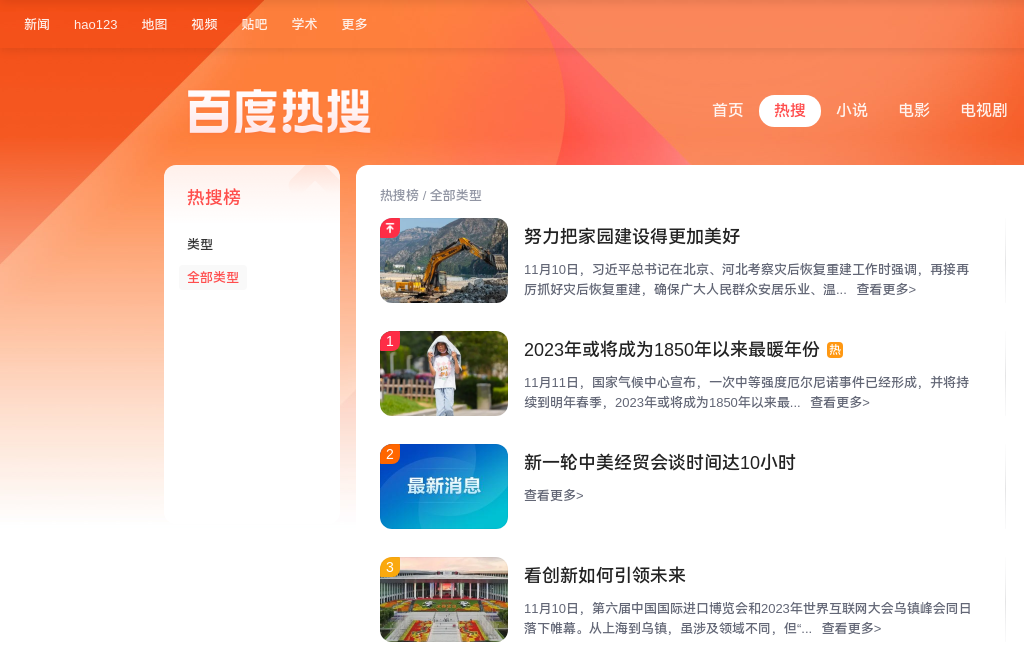 新闻 hao123 地图 视频 贴吧 学术 更多
百度热搜
首页 热搜 小说 电影 电视剧
热搜榜
类型
全部类型
热搜榜 / 全部类型
努力把家园建设得更加美好
11月10日，习近平总书记在北京、河北考察灾后恢复重建工作时强调，再接再
厉抓好灾后恢复重建，确保广大人民群众安居乐业、温... 查看更多>
1
2023年或将成为1850年以来最暖年份 热
11月11日，国家气候中心宣布，一次中等强度厄尔尼诺事件已经形成，并将持
续到明年春季，2023年或将成为1850年以来最... 查看更多>
2
最新消息
新一轮中美经贸会谈时间达10小时
查看更多>
3
看创新如何引领未来
11月10日，第六届中国国际进口博览会和2023年世界互联网大会乌镇峰会同日
落下帷幕。从上海到乌镇，虽涉及领域不同，但“... 查看更多>